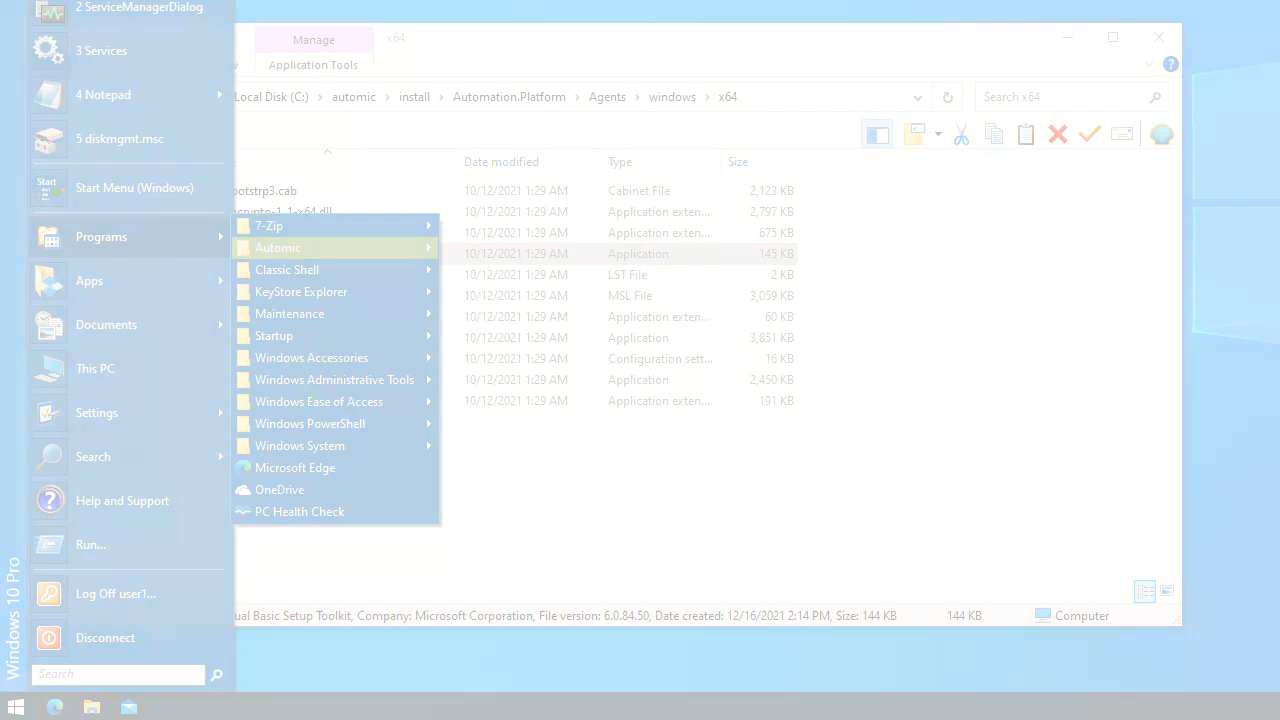 2 ServiceManagerDialog
3 Services
4 Notepad
5 diskmgmt.msc
Start
Start Menu (Windows)
Programs
Apps
Documents
This PC
Settings
Search
Help and Support
Run...
Log Off user1...
Disconnect
Search
Windows 10 Pro
7-Zip
Automic
Classic Shell
KeyStore Explorer
Maintenance
Startup
Windows Accessories
Windows Administrative Tools
Windows Ease of Access
Windows PowerShell
Windows System
Microsoft Edge
OneDrive
PC Health Check
Manage
x64
Application Tools
Local Disk (C:) automic install Automation.Platform Agents windows x64
Search x64
Date modified Type Size
otstrp3.cab 10/12/2021 1:29 AM Cabinet File 2,123 KB
crypto-1_1-x64.dll 10/12/2021 1:29 AM Application exten... 2,797 KB
10/12/2021 1:29 AM Application exten... 675 KB
10/12/2021 1:29 AM Application 145 KB
10/12/2021 1:29 AM LST File 2 KB
10/12/2021 1:29 AM MSL File 3,059 KB
10/12/2021 1:29 AM Application exten... 60 KB
10/12/2021 1:29 AM Application 3,851 KB
10/12/2021 1:29 AM Configuration sett... 16 KB
10/12/2021 1:29 AM Application 2,450 KB
10/12/2021 1:29 AM Application exten... 191 KB
ual Basic Setup Toolkit, Company: Microsoft Corporation, File version: 6.0.84.50, Date created: 12/16/2021 2:14 PM, Size: 144 KB 144 KB Computer